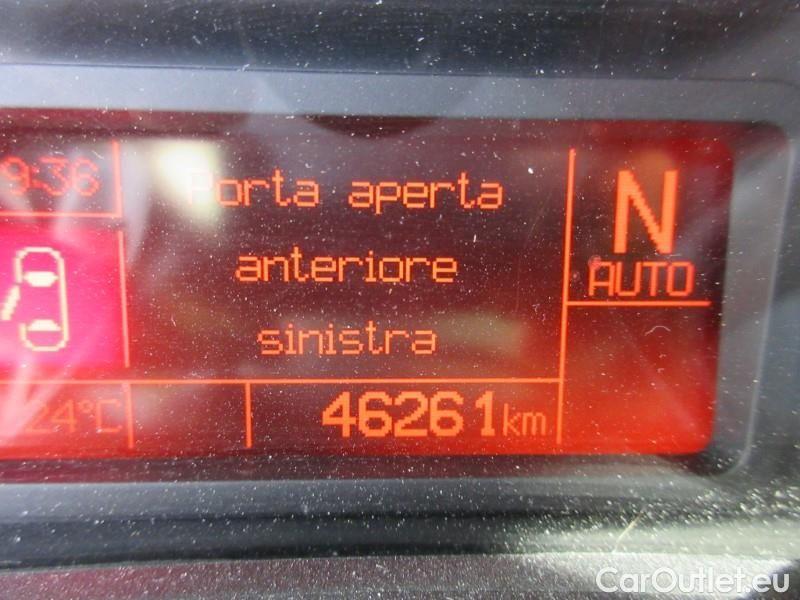 9:36
Porta aperta
anteriore
sinistra
N
AUTO
24°C
46261 km
CarOutlet.eu